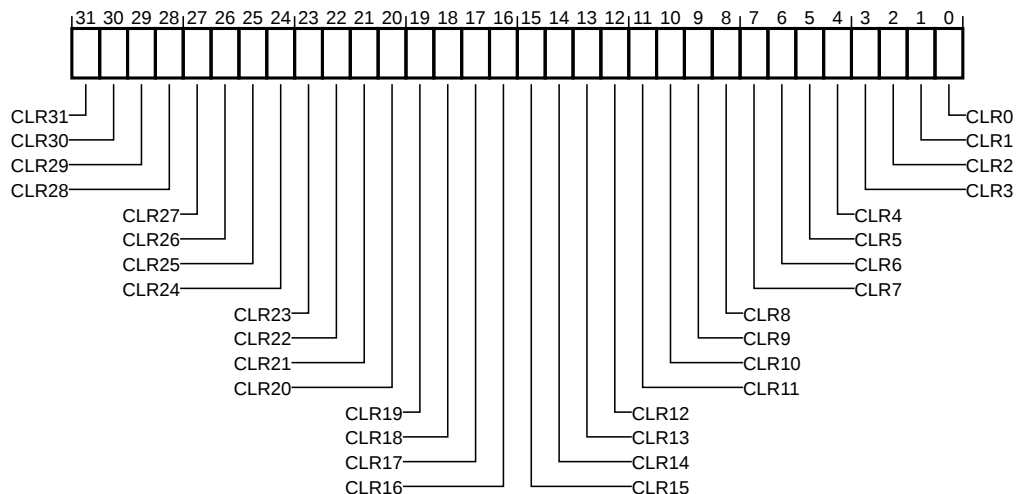 31 30 29 28 27 26 25 24 23 22 21 20 19 18 17 16 15 14 13 12 11 10 9 8 7 6 5 4 3 2 1 0
CLR31 CLR0
CLR30 CLR1
CLR29 CLR2
CLR28 CLR3
CLR27 CLR4
CLR26 CLR5
CLR25 CLR6
CLR24 CLR7
CLR23 CLR8
CLR22 CLR9
CLR21 CLR10
CLR20 CLR11
CLR19 CLR12
CLR18 CLR13
CLR17 CLR14
CLR16 CLR15